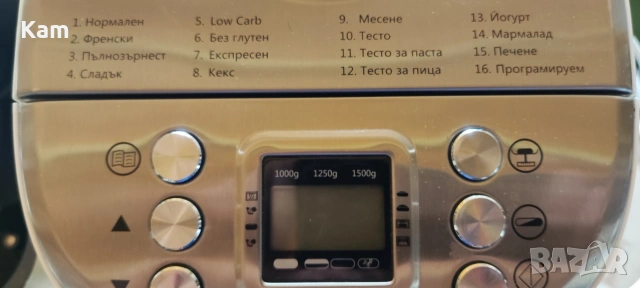 Kam
1. Нормален
2. Френски
3. Пълнозърнест
4. Сладък
5. Low Carb
6. Без глутен
7. Експресен
8. Кекс
9. Месене
10. Тесто
11. Тесто за паста
12. Тесто за пица
13. Йогурт
14. Мармалад
15. Печене
16. Програмируем
1000g 1250g 1500g
BAZAR